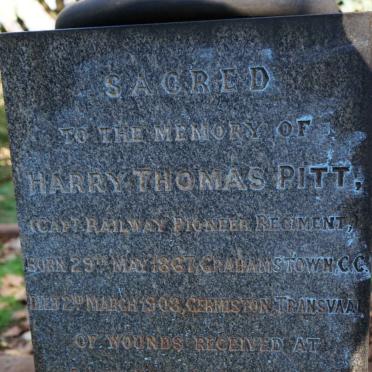 SACRED
TO THE MEMORY OF
HARRY THOMAS PITT,
(CAPT. RAILWAY PIONEER REGIMENT,)
BORN 29TH MAY 1867, GRAHAMSTOWN C.C.
DIED 2ND MARCH 1903, GERMISTON, TRANSVAAL
OF WOUNDS RECEIVED AT